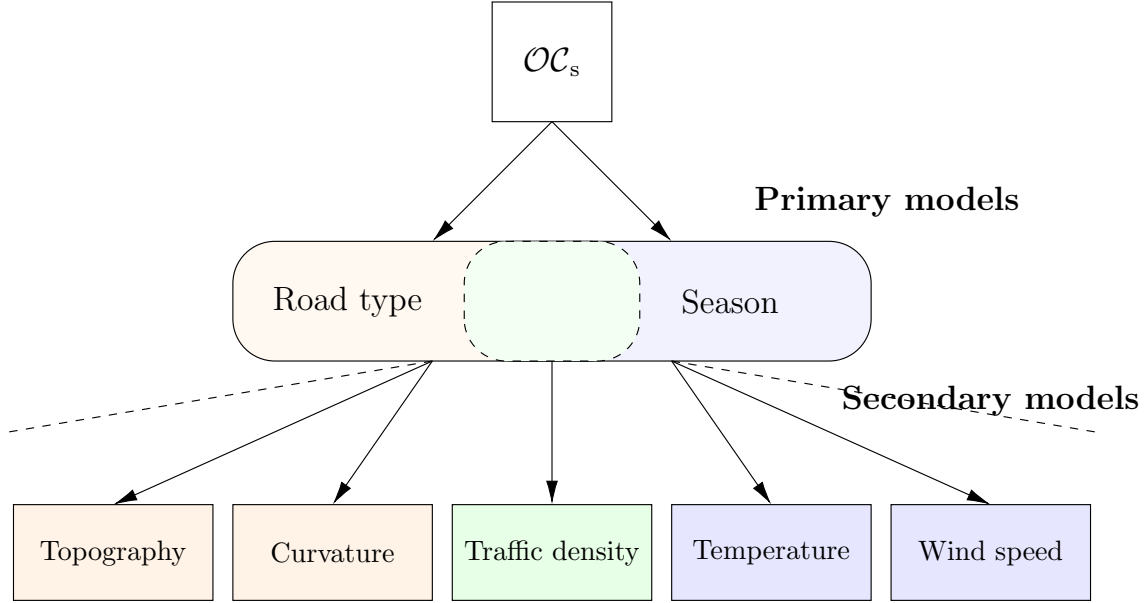 𝒪𝒞ₛ
Primary models
Road type
Season
Secondary models
Topography
Curvature
Traffic density
Temperature
Wind speed